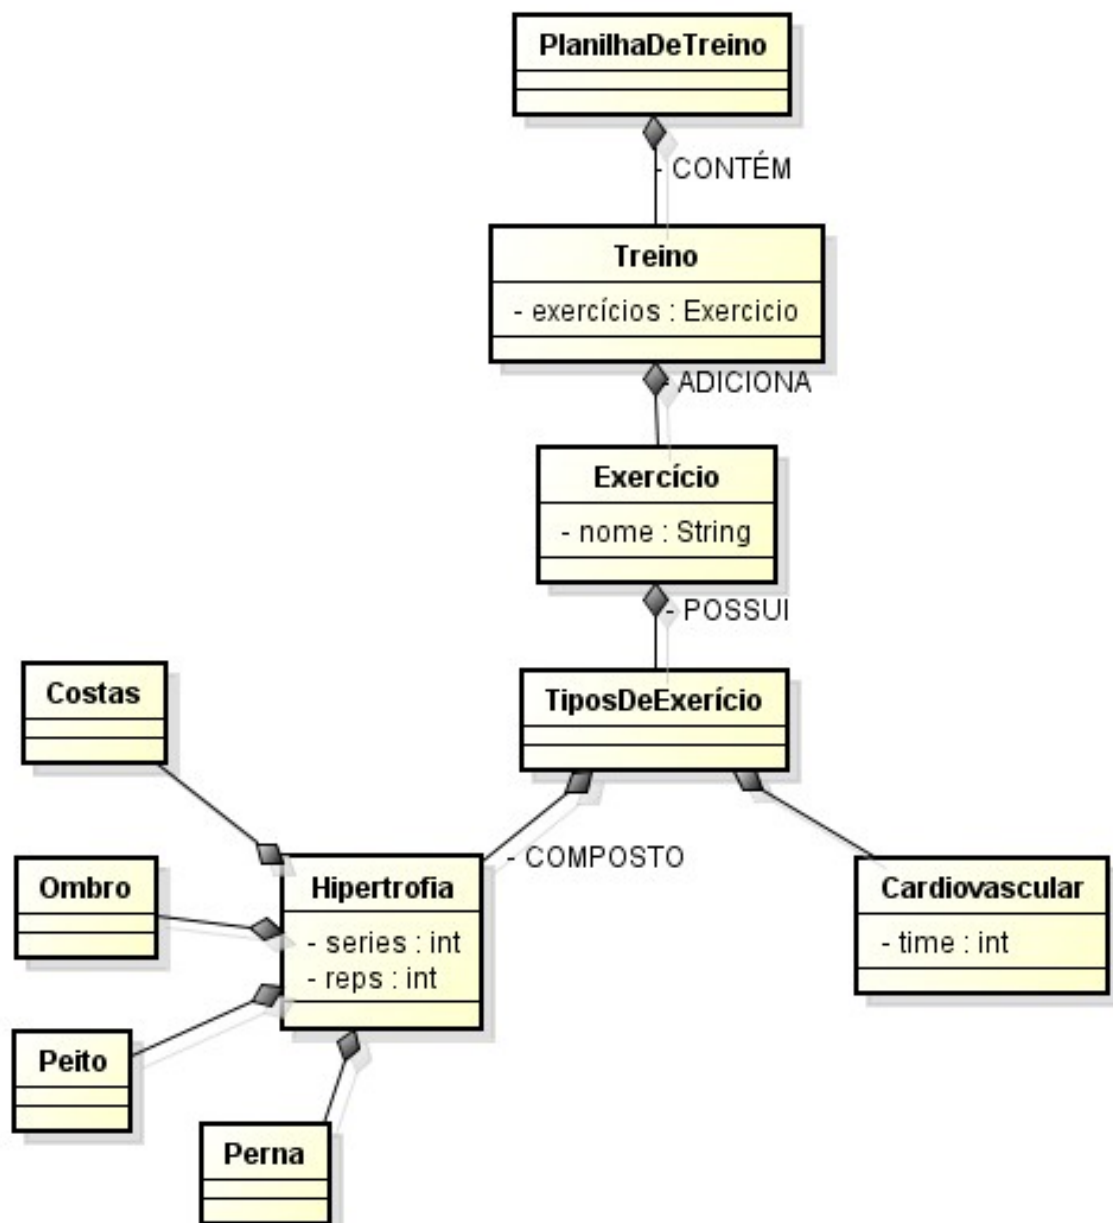 PlanilhaDeTreino
- CONTÉM
Treino
- exercícios : Exercicio
- ADICIONA
Exercício
- nome : String
- POSSUI
TiposDeExerício
Costas
- COMPOSTO
Ombro
Hipertrofia
- series : int
- reps : int
Cardiovascular
- time : int
Peito
Perna